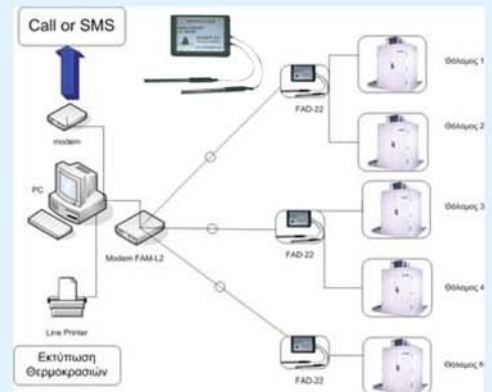 Call or SMS
modem
PC
Modem FAM-L2
Line Printer
Εκτύπωση
Θερμοκρασιών
FAD-22
FAD-22
FAD-22
Θάλαμος 1
Θάλαμος 2
Θάλαμος 3
Θάλαμος 4
Θάλαμος Ν